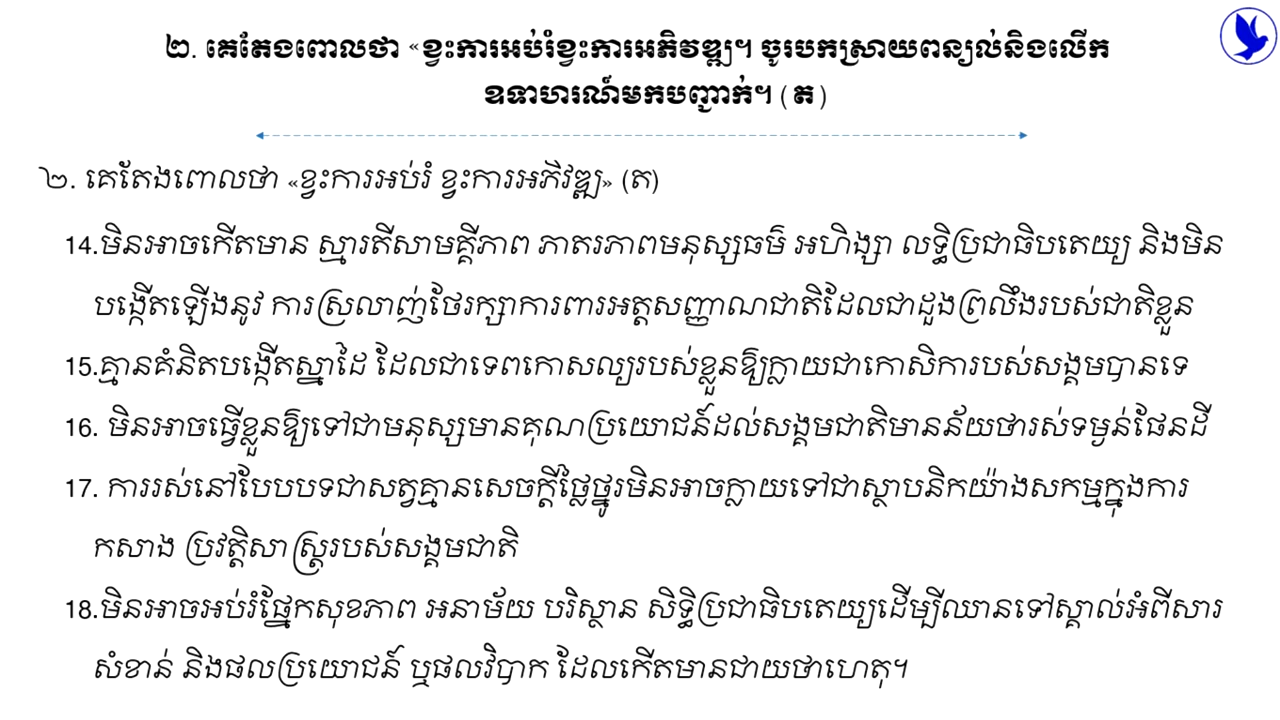 ២. គេតែងពោលថា «ខ្វះការអប់រំខ្វះការអភិវឌ្ឍ។ ចូរបកស្រាយពន្យល់និងលើក
ឧទាហរណ៍មកបញ្ជាក់។ (ត)
២. គេតែងពោលថា «ខ្វះការអប់រំ ខ្វះការអភិវឌ្ឍ» (ត)
14.មិនអាចកើតមាន ស្មារតីសាមគ្គីភាព ភាតរភាពមនុស្សធម៌ អហិង្សា លទ្ធិប្រជាធិបតេយ្យ និងមិន
បង្កើតឡើងនូវ ការស្រលាញ់ថែរក្សាការពារអត្តសញ្ញាណជាតិដែលជាដួងព្រលឹងរបស់ជាតិខ្លួន
15.គ្មានគំនិតបង្កើតស្នាដៃ ដែលជាទេពកោសល្យរបស់ខ្លួនឱ្យក្លាយជាកោសិការបស់សង្គមបានទេ
16. មិនអាចធ្វើខ្លួនឱ្យទៅជាមនុស្សមានគុណប្រយោជន៍ដល់សង្គមជាតិមានន័យថារស់ទម្ងន់ផែនដី
17. ការរស់នៅបែបបទជាសត្វគ្មានសេចក្តីថ្លៃថ្នូរមិនអាចក្លាយទៅជាស្ថាបនិកយ៉ាងសកម្មក្នុងការ
កសាង ប្រវត្តិសាស្ត្ររបស់សង្គមជាតិ
18.មិនអាចអប់រំផ្នែកសុខភាព អនាម័យ បរិស្ថាន សិទ្ធិប្រជាធិបតេយ្យដើម្បីឈានទៅស្គាល់អំពីសារ
សំខាន់ និងផលប្រយោជន៍ ឬផលវិបាក ដែលកើតមានជាយថាហេតុ។